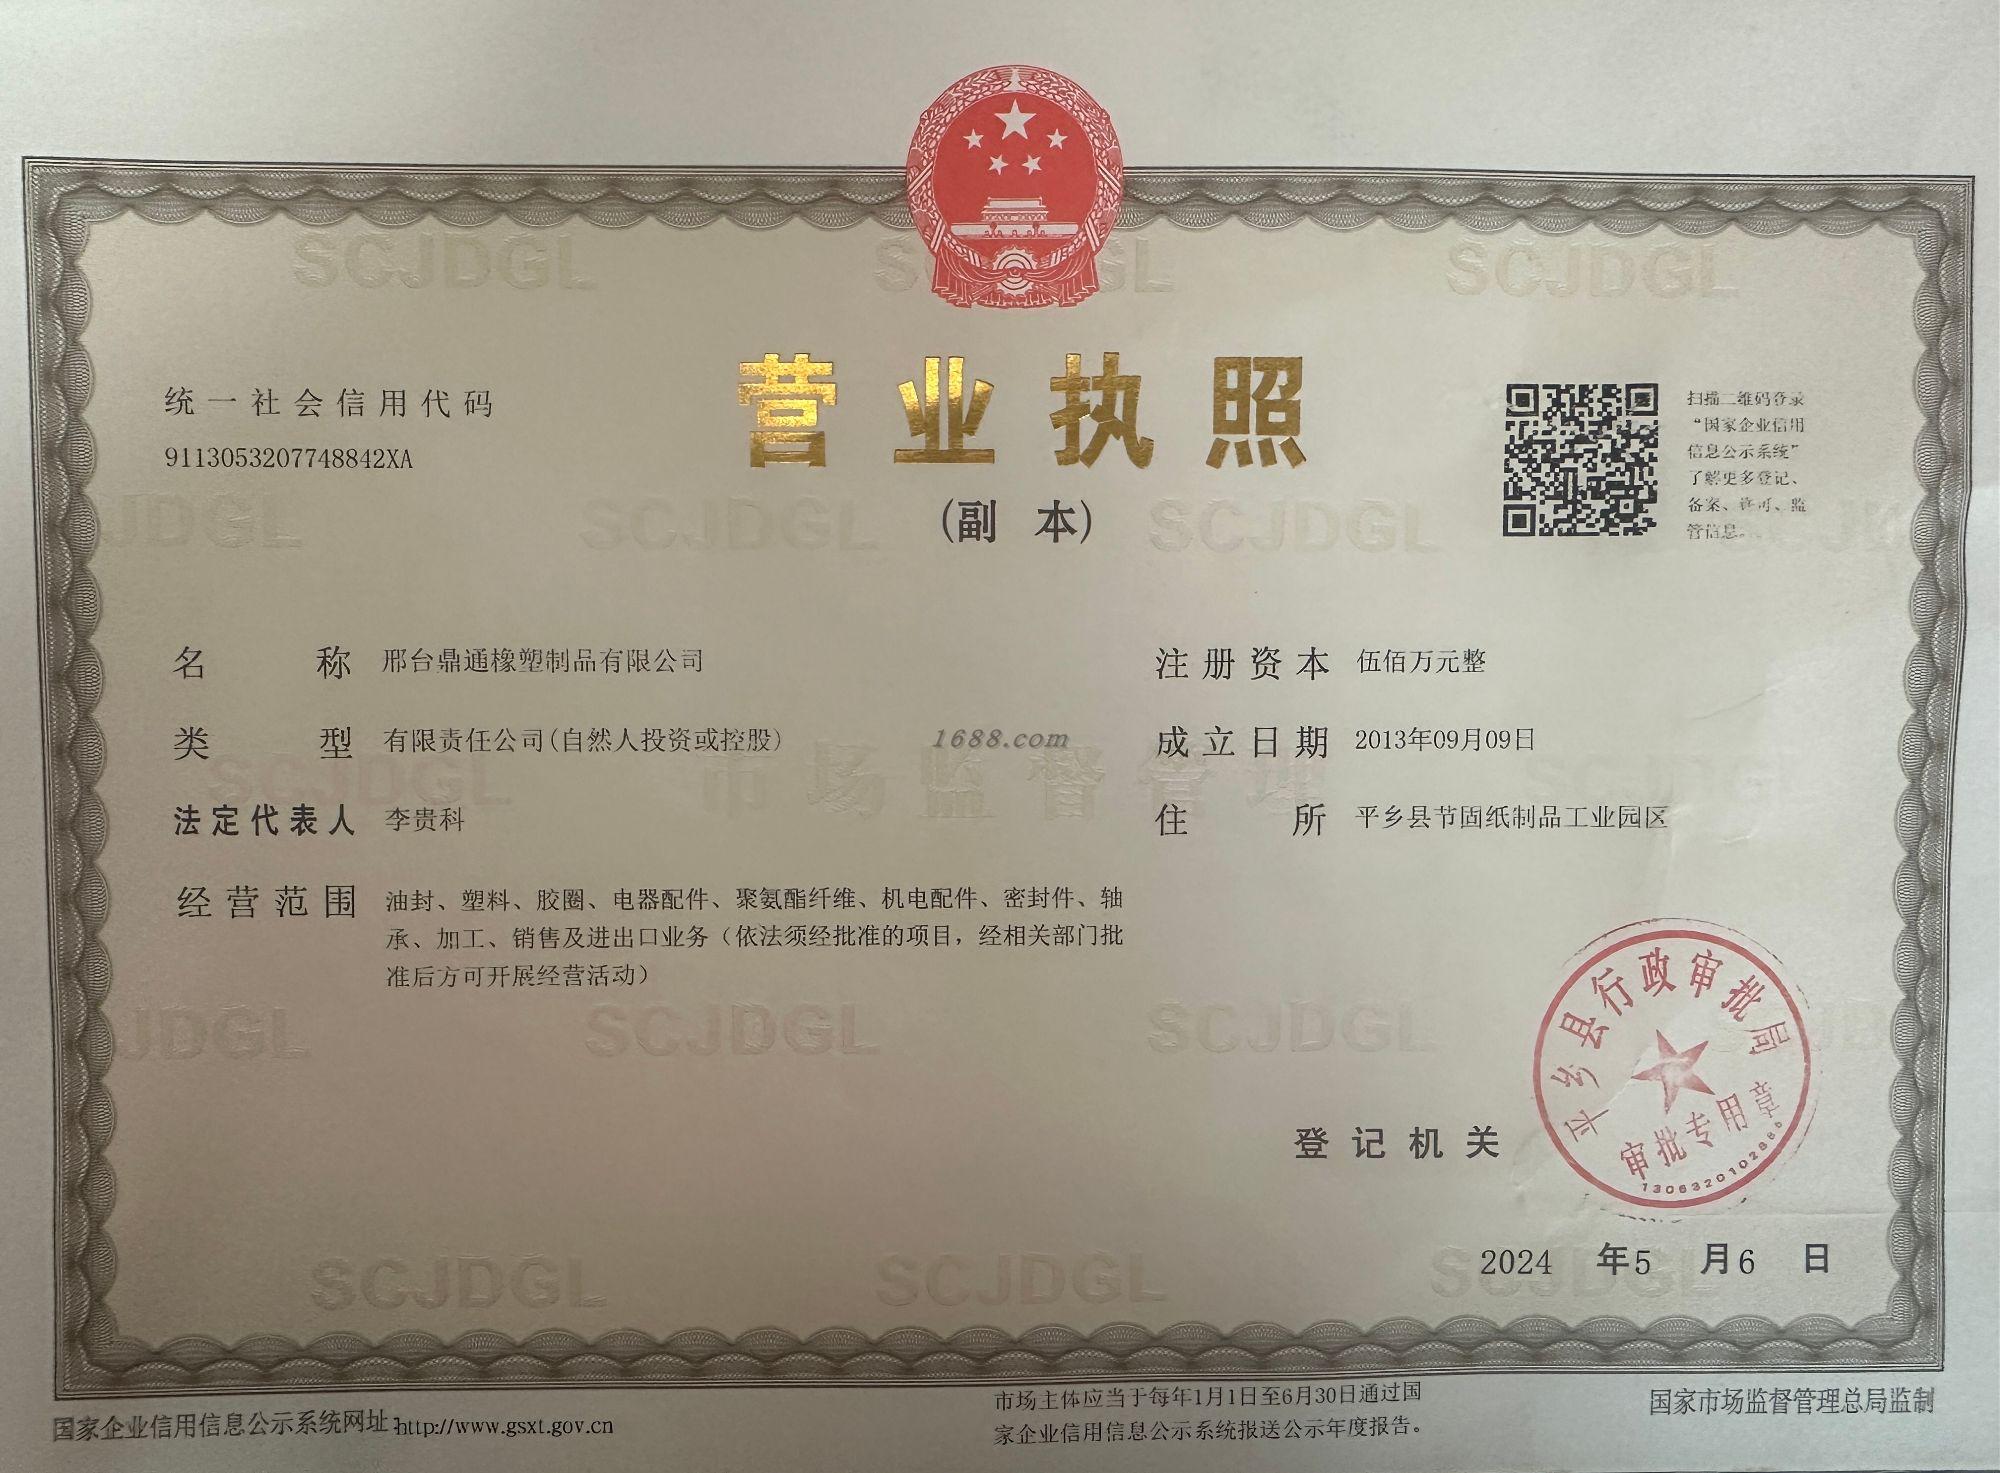 营业执照
(副 本)
统一社会信用代码
9113053207748842XA
扫描二维码登录
“国家企业信用
信息公示系统”
了解更多登记、
备案、许可、监
管信息。
名称 邢台鼎通橡塑制品有限公司
类型 有限责任公司(自然人投资或控股)
法定代表人 李贵科
经营范围 油封、塑料、胶圈、电器配件、聚氨酯纤维、机电配件、密封件、轴
承、加工、销售及进出口业务（依法须经批准的项目，经相关部门批
准后方可开展经营活动）
注册资本 伍佰万元整
成立日期 2013年09月09日
住所 平乡县节固纸制品工业园区
1688.com
SCJDGL
市场监督管理
登记机关
平乡县行政审批局
审批专用章
2024 年5 月6 日
国家企业信用信息公示系统网址:http://www.gsxt.gov.cn
市场主体应当于每年1月1日至6月30日通过国
家企业信用信息公示系统报送公示年度报告。
国家市场监督管理总局监制